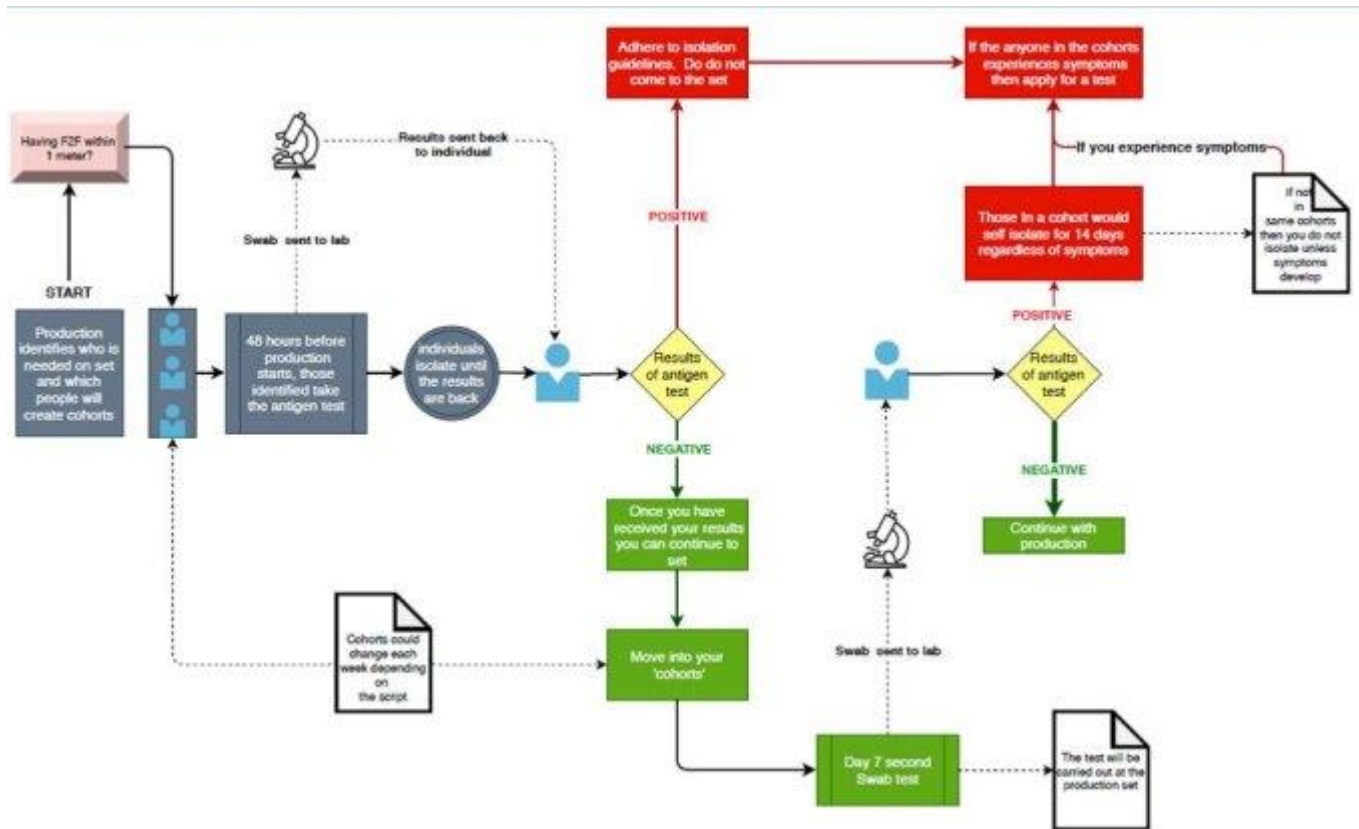 Adhere to isolation
guidelines. Do do not
come to the set
If the anyone in the cohorts
experiences symptoms
then apply for a test
Having F2F within
1 meter?
Results sent back
to individual
If you experience symptoms
POSITIVE
Those In a cohort would
self isolate for 14 days
regardless of symptoms
If not
in
same cohorts
then you do not
isolate unless
symptoms
develop
Swab sent to lab
START
POSITIVE
Production
identifies who is
needed on set
and which
people will
create cohorts
48 hours before
production
starts, those
identified take
the antigen test
individuals
isolate until
the results
are back
Results
of antigen
test
Results
of antigen
test
NEGATIVE
NEGATIVE
Once you have
received your results
you can continue to
set
Continue with
production
Cohorts could
change each
week depending
on
the script
Move into your
'cohorts'
Swab sent to lab
Day 7 second
Swab test
The test will be
carried out at the
production set